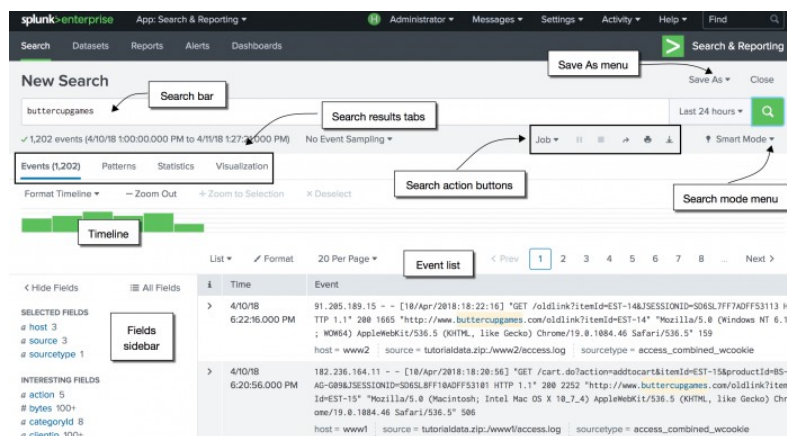 splunk>enterprise App: Search & Reporting Administrator Messages Settings Activity Help Find
Search Datasets Reports Alerts Dashboards Search & Reporting
Save As menu
New Search Save As Close
Search bar
buttercupgames Last 24 hours
Search results tabs
1,202 events (4/10/18 1:00:00.000 PM to 4/11/18 1:27:21.000 PM) No Event Sampling Job Smart Mode
Events (1,202) Patterns Statistics Visualization
Search action buttons
Search mode menu
Format Timeline — Zoom Out + Zoom to Selection × Deselect
Timeline
List Format 20 Per Page < Prev 1 2 3 4 5 6 7 8 ... Next >
Event list
< Hide Fields All Fields i Time Event
SELECTED FIELDS
a host 3
a source 3
a sourcetype 1
Fields sidebar
INTERESTING FIELDS
a action 5
# bytes 100+
a categoryId 8
a clientip 100+
> 4/10/18
6:22:16.000 PM
91.205.189.15 - - [10/Apr/2018:18:22:16] "GET /oldlink?itemId=EST-14&JSESSIONID=SD6SL7FF7ADFF53113 H
TTP 1.1" 200 1665 "http://www.buttercupgames.com/oldlink?itemId=EST-14" "Mozilla/5.0 (Windows NT 6.1
; WOW64) AppleWebKit/536.5 (KHTML, like Gecko) Chrome/19.0.1084.46 Safari/536.5" 159
host = www2 source = tutorialdata.zip:/www2/access.log sourcetype = access_combined_wcookie
> 4/10/18
6:20:56.000 PM
182.236.164.11 - - [10/Apr/2018:18:20:56] "GET /cart.do?action=addtocart&itemId=EST-15&productId=BS-
AG-G09&JSESSIONID=SD6SL8FF10ADFF53101 HTTP 1.1" 200 2252 "http://www.buttercupgames.com/oldlink?item
Id=EST-15" "Mozilla/5.0 (Macintosh; Intel Mac OS X 10_7_4) AppleWebKit/536.5 (KHTML, like Gecko) Chr
ome/19.0.1084.46 Safari/536.5" 506
host = www1 source = tutorialdata.zip:/www1/access.log sourcetype = access_combined_wcookie